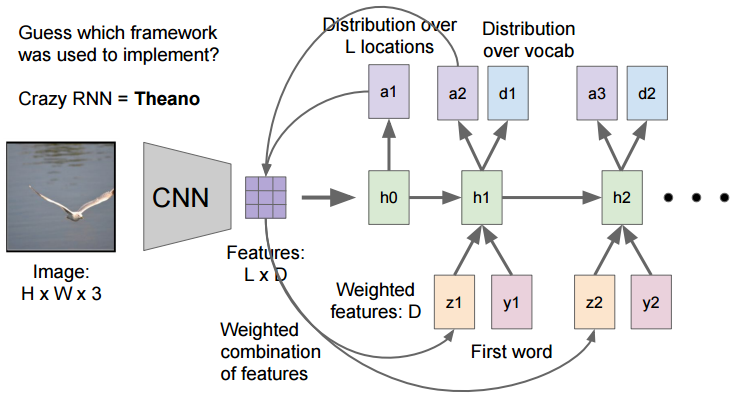 Guess which framework
was used to implement?
Crazy RNN = Theano
Distribution over
L locations
Distribution
over vocab
a1
a2
d1
a3
d2
CNN
h0
h1
h2
Features:
L x D
Image:
H x W x 3
Weighted
features: D
z1
y1
z2
y2
Weighted
combination
of features
First word